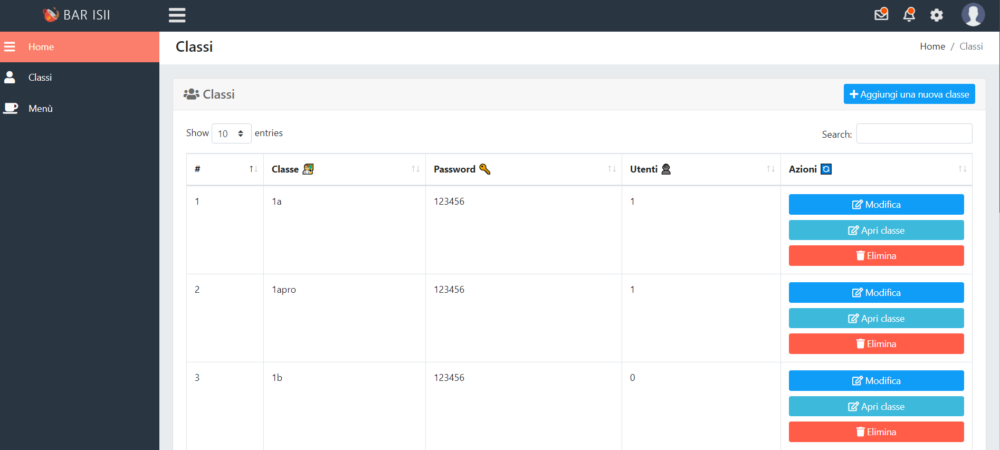 BAR ISII
Home
Classi
Menù
Classi
Home / Classi
Classi
+ Aggiungi una nuova classe
Show 10 entries
Search:
# Classe Password Utenti Azioni
1 1a 123456 1 Modifica
Apri classe
Elimina
2 1apro 123456 1 Modifica
Apri classe
Elimina
3 1b 123456 0 Modifica
Apri classe
Elimina